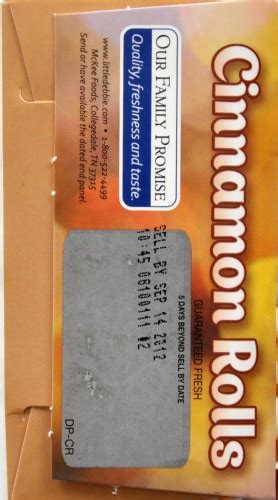 Cinnamon Rolls
OUR FAMILY PROMISE
Quality, freshness and taste.
www.littledebbie.com • 1-800-522-4499
McKee Foods, Collegedale, TN 37315
Send or have available the dated end panel.
GUARANTEED FRESH
5 DAYS BEYOND SELL BY DATE
SELL BY SEP 14 2012
10:45 08100111 22
DP-CR